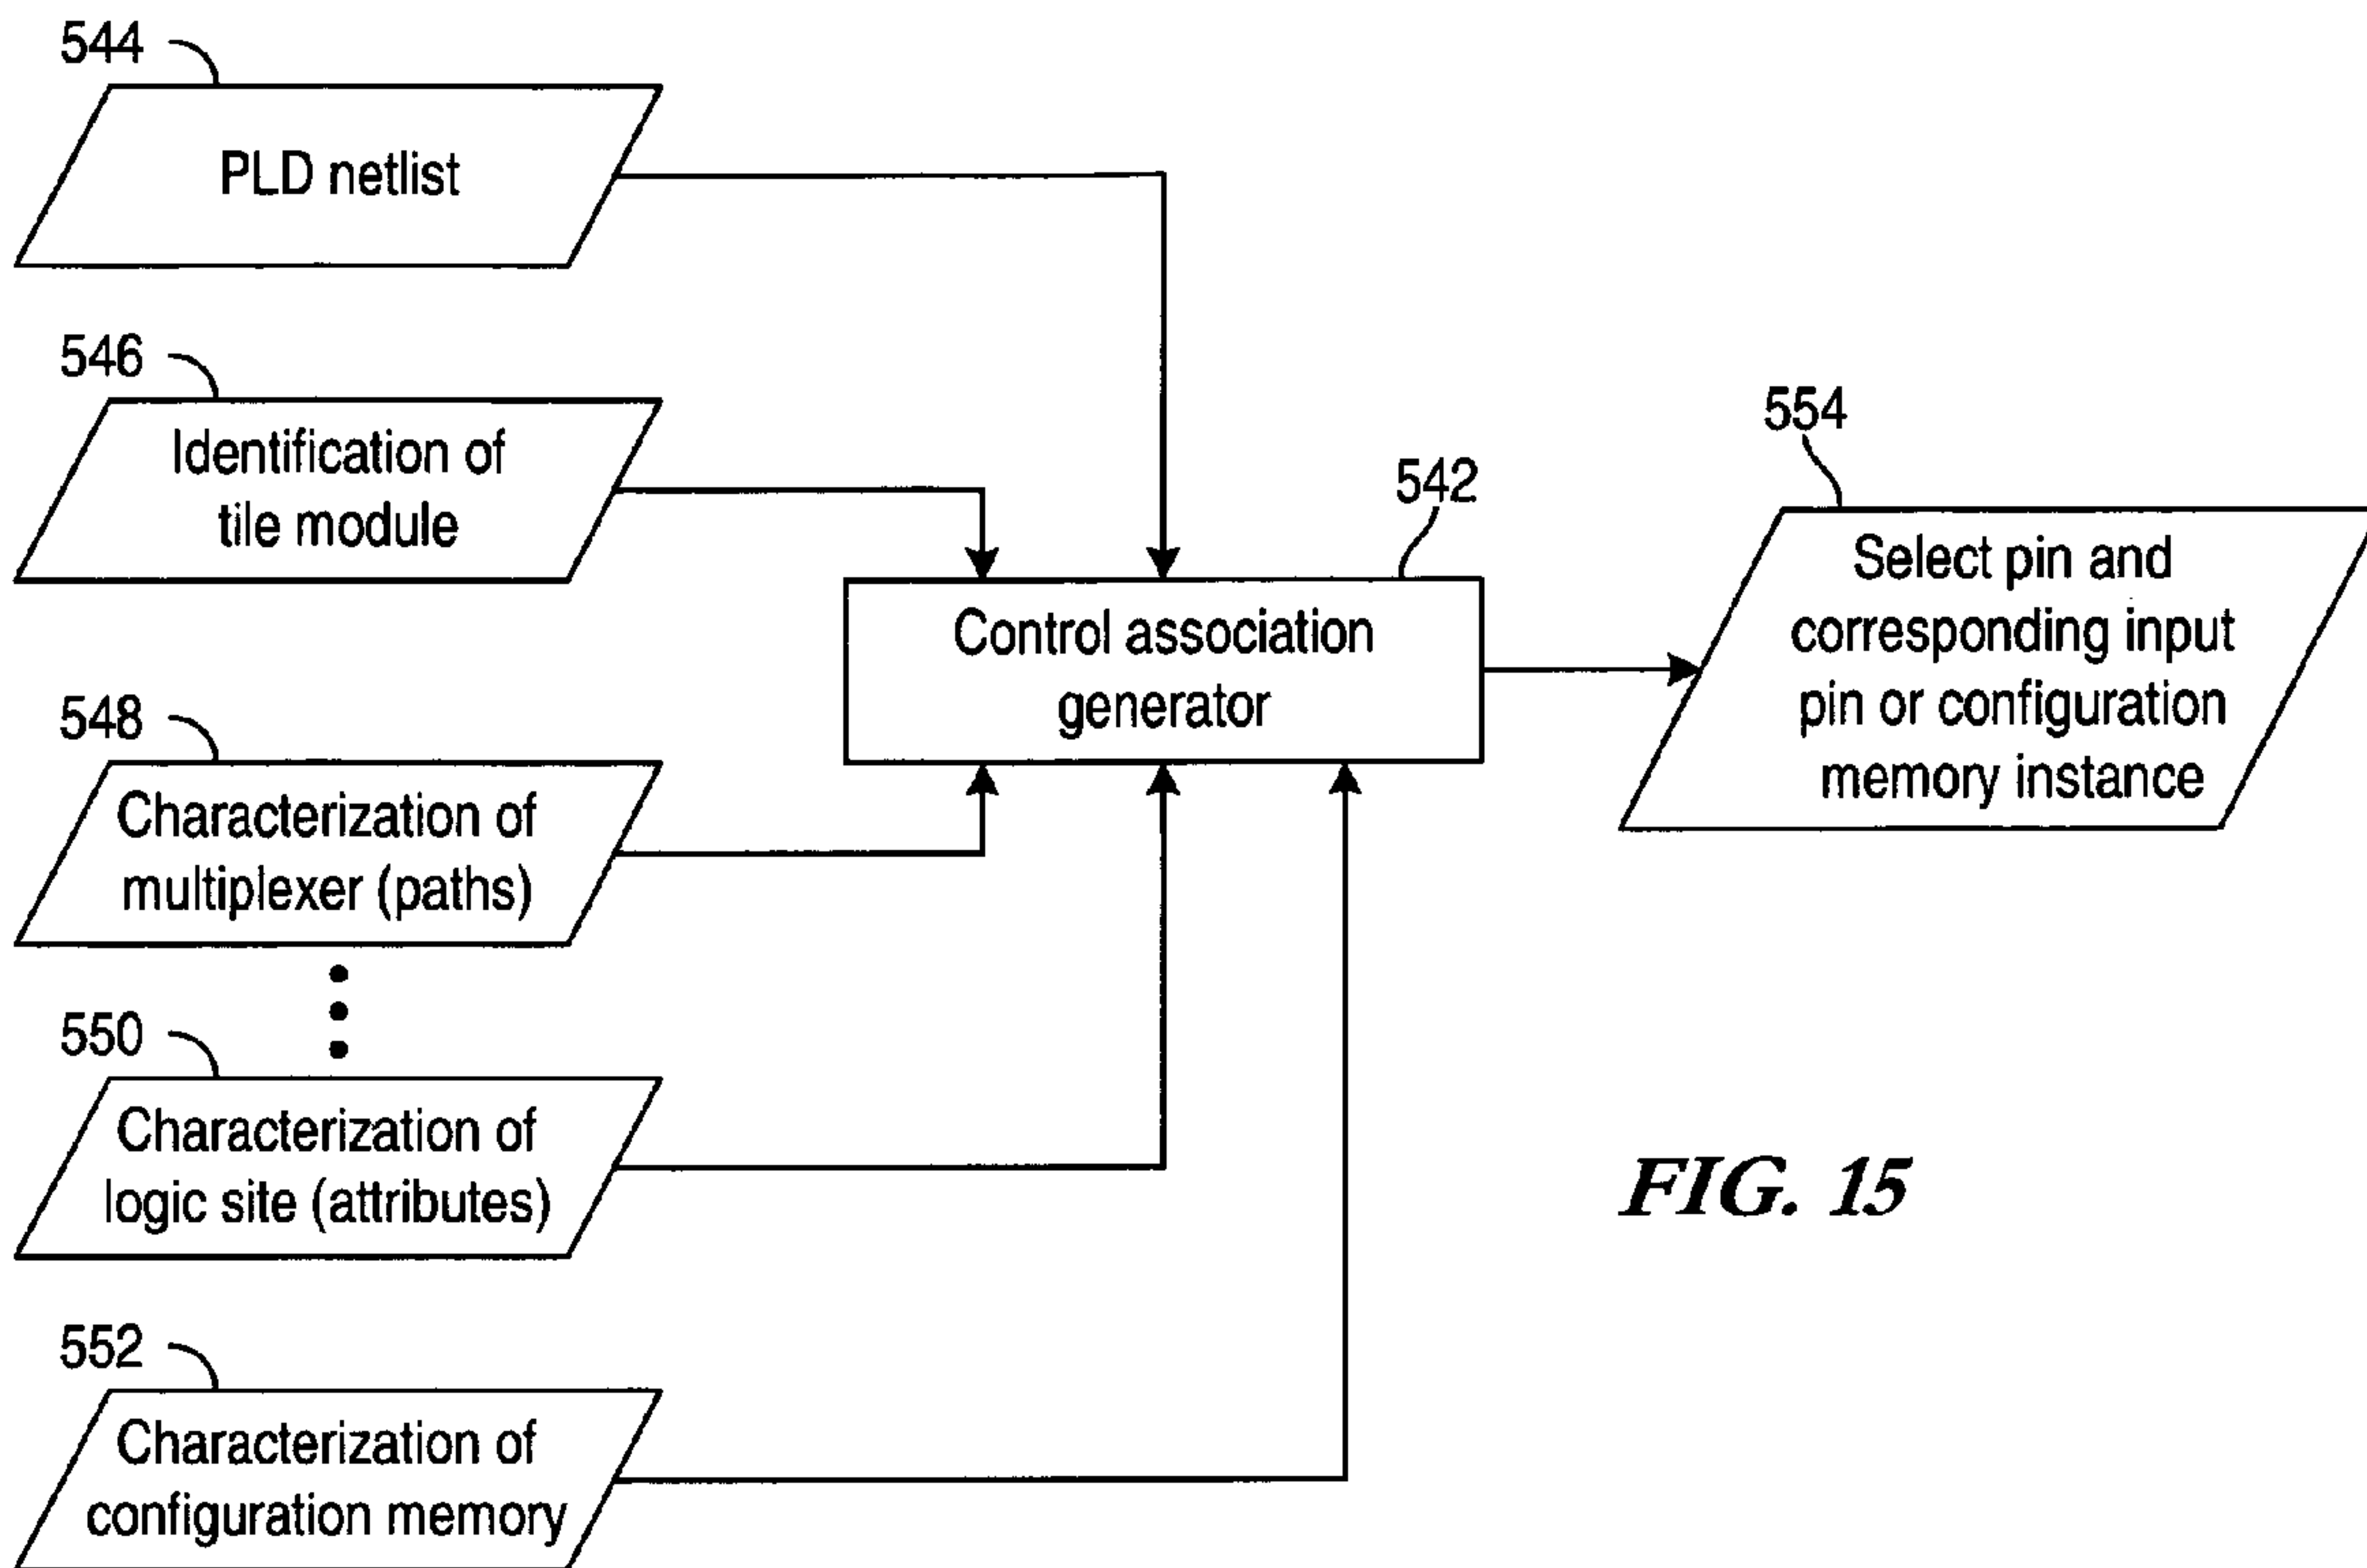 544
PLD netlist
546
Identification of
tile module
542
Control association
generator
554
Select pin and
corresponding input
pin or configuration
memory instance
548
Characterization of
multiplexer (paths)
550
Characterization of
logic site (attributes)
FIG. 15
552
Characterization of
configuration memory